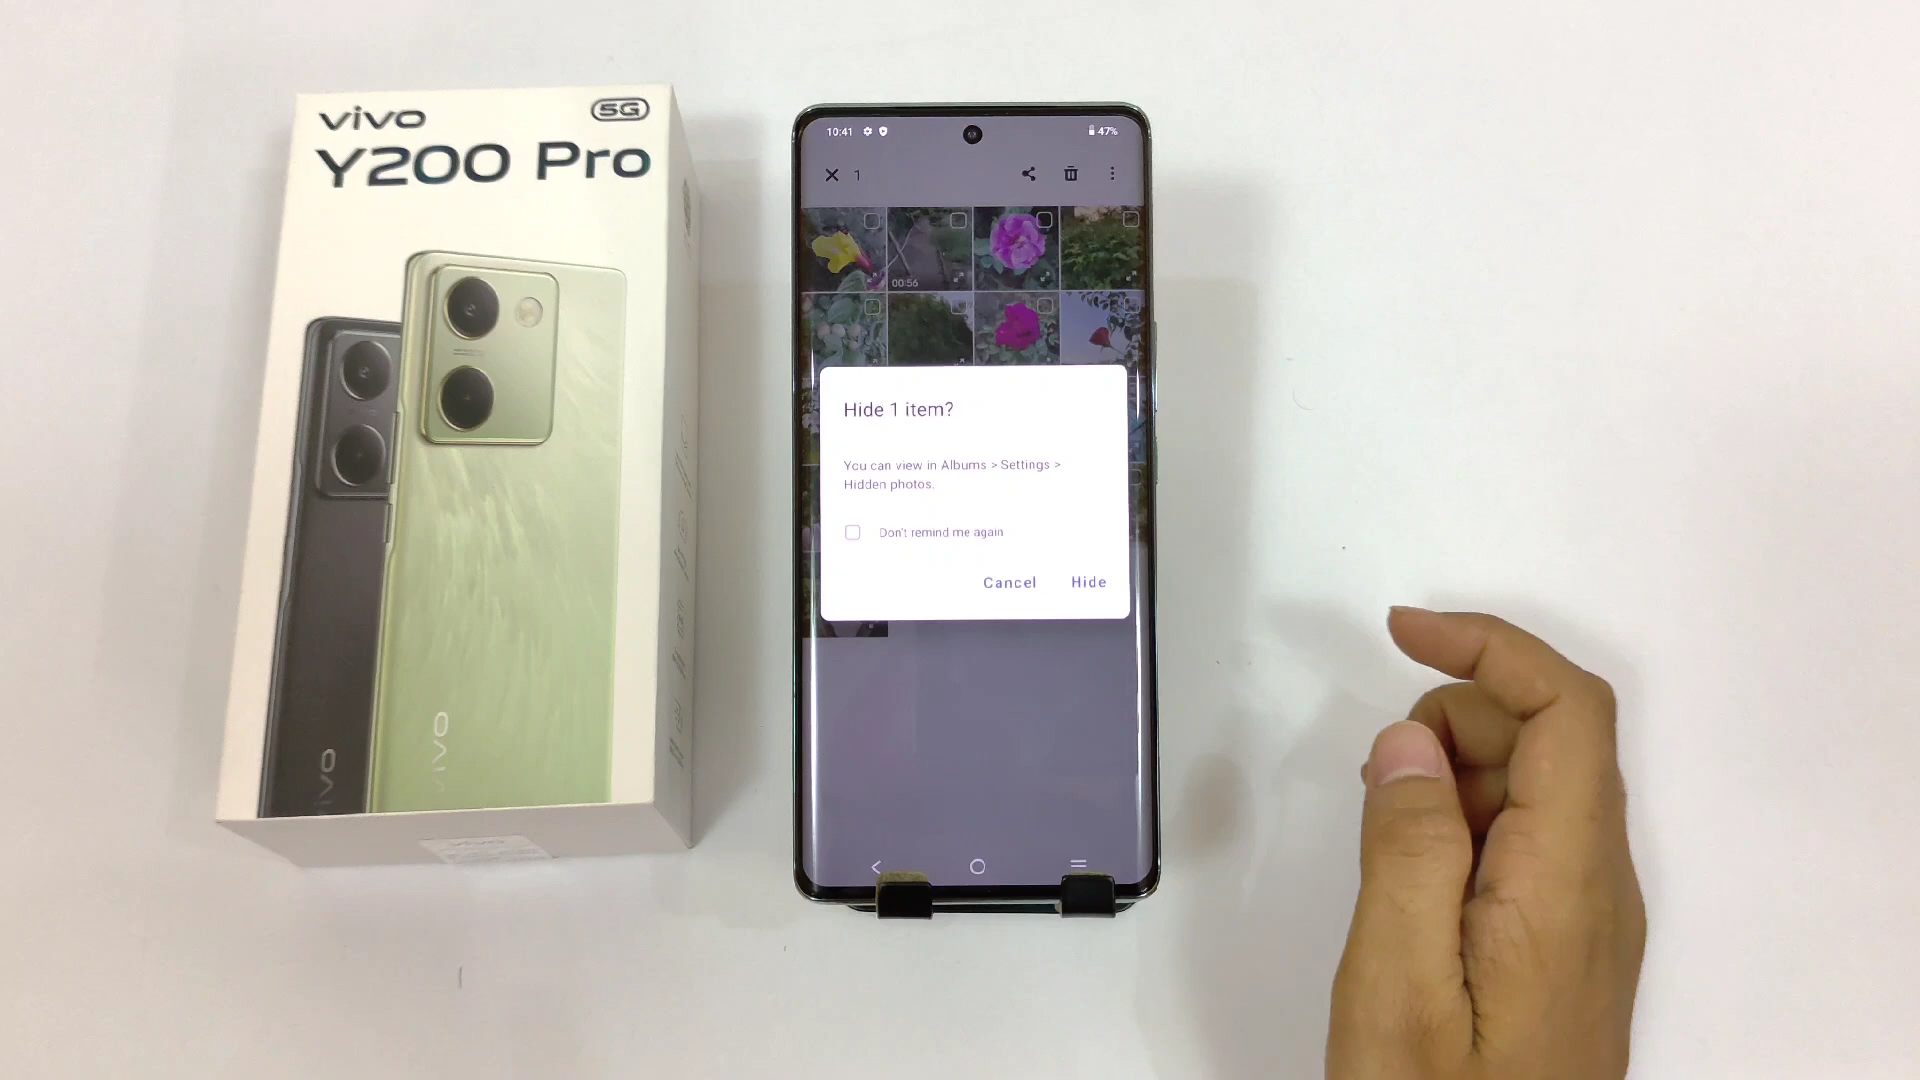 vivo
5G
Y200 Pro
vivo
vivo
10:41
47%
1
00:56
Hide 1 item?
You can view in Albums > Settings >
Hidden photos.
Don't remind me again
Cancel
Hide